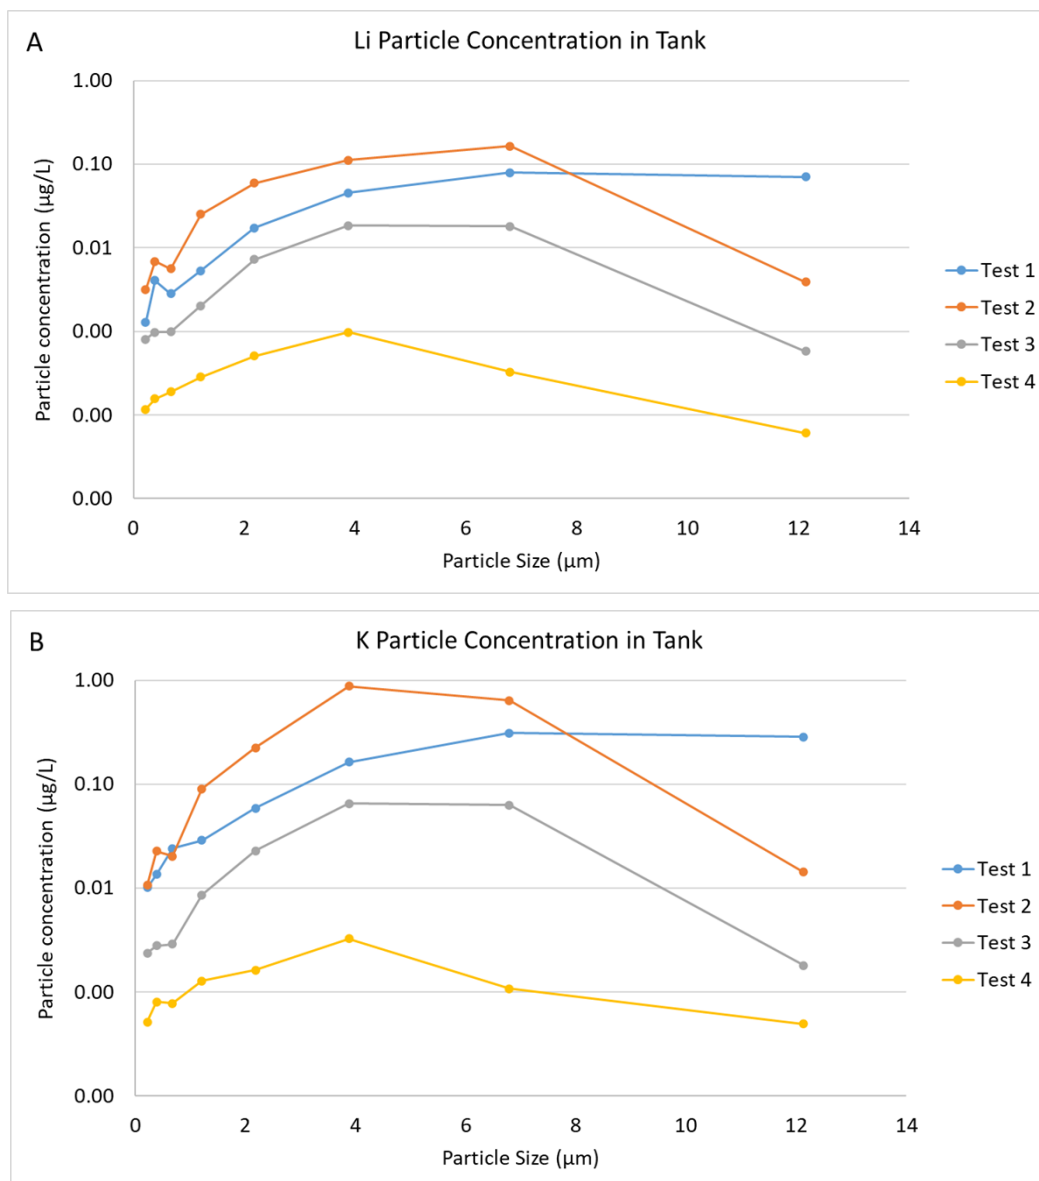 A
Li Particle Concentration in Tank
1.00
0.10
0.01
0.00
0.00
0.00
Particle concentration (µg/L)
0 2 4 6 8 10 12 14
Particle Size (µm)
Test 1
Test 2
Test 3
Test 4
B
K Particle Concentration in Tank
1.00
0.10
0.01
0.00
0.00
Particle concentration (µg/L)
0 2 4 6 8 10 12 14
Particle Size (µm)
Test 1
Test 2
Test 3
Test 4